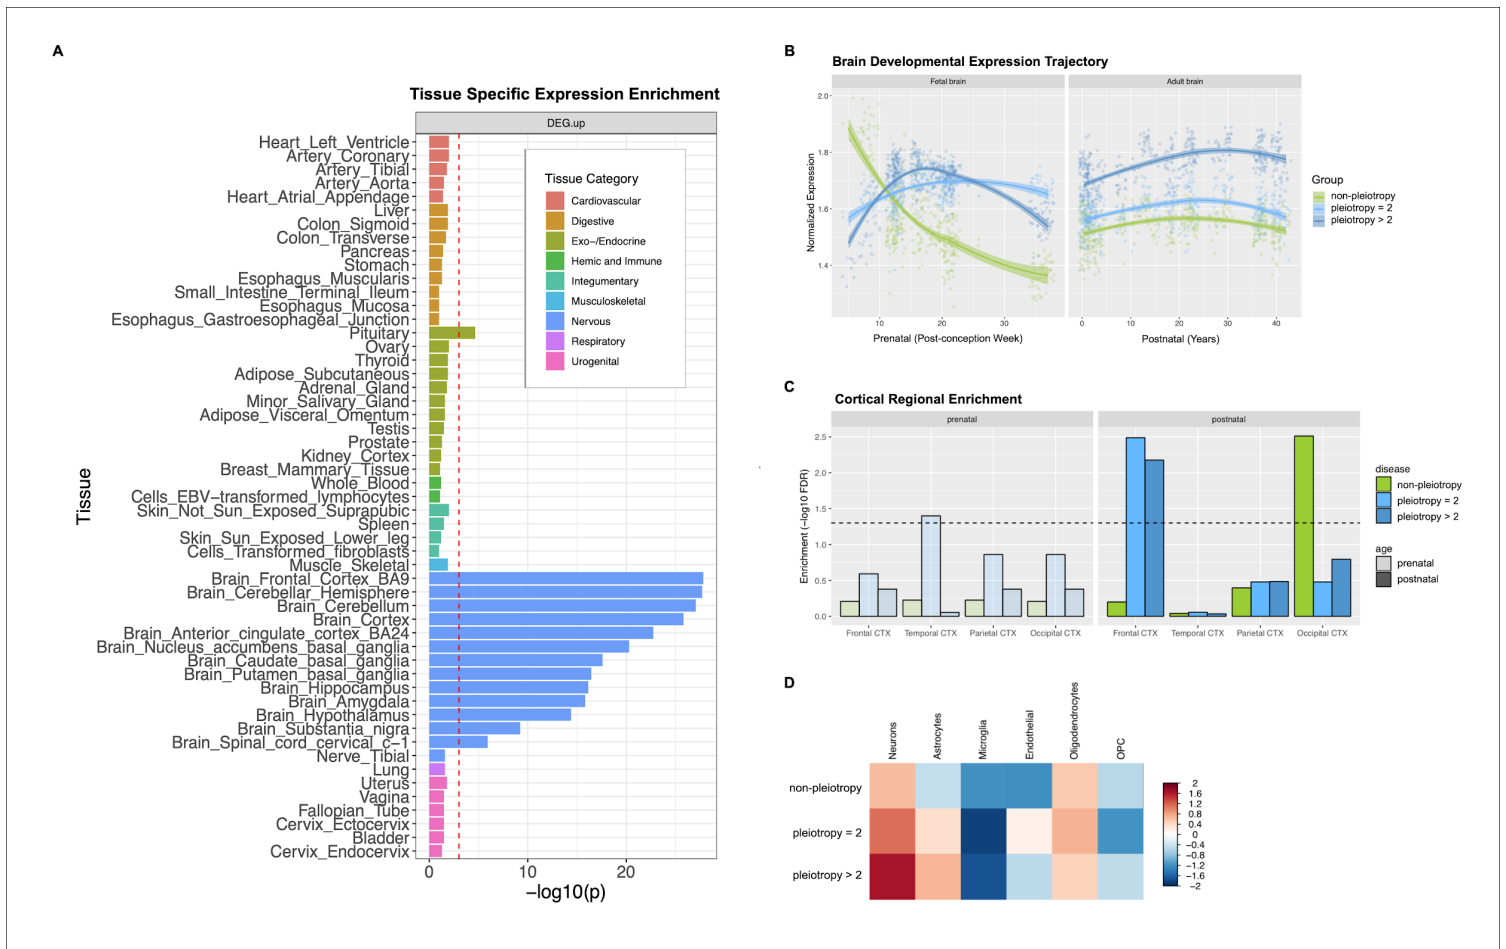 A
Tissue Specific Expression Enrichment
DEG.up
Heart_Left_Ventricle
Artery_Coronary
Artery_Tibial
Artery_Aorta
Heart_Atrial_Appendage
Liver
Colon_Sigmoid
Colon_Transverse
Pancreas
Stomach
Esophagus_Muscularis
Small_Intestine_Terminal_Ileum
Esophagus_Mucosa
Esophagus_Gastroesophageal_Junction
Pituitary
Ovary
Thyroid
Adipose_Subcutaneous
Adrenal_Gland
Minor_Salivary_Gland
Adipose_Visceral_Omentum
Testis
Prostate
Kidney_Cortex
Breast_Mammary_Tissue
Whole_Blood
Cells_EBV−transformed_lymphocytes
Skin_Not_Sun_Exposed_Suprapubic
Spleen
Skin_Sun_Exposed_Lower_leg
Cells_Transformed_fibroblasts
Muscle_Skeletal
Brain_Frontal_Cortex_BA9
Brain_Cerebellar_Hemisphere
Brain_Cerebellum
Brain_Cortex
Brain_Anterior_cingulate_cortex_BA24
Brain_Nucleus_accumbens_basal_ganglia
Brain_Caudate_basal_ganglia
Brain_Putamen_basal_ganglia
Brain_Hippocampus
Brain_Amygdala
Brain_Hypothalamus
Brain_Substantia_nigra
Brain_Spinal_cord_cervical_c−1
Nerve_Tibial
Lung
Uterus
Vagina
Fallopian_Tube
Cervix_Ectocervix
Bladder
Cervix_Endocervix
Tissue
0 10 20
−log10(p)
Tissue Category
Cardiovascular
Digestive
Exo−/Endocrine
Hemic and Immune
Integumentary
Musculoskeletal
Nervous
Respiratory
Urogenital
B
Brain Developmental Expression Trajectory
Fetal brain Adult brain
2.0
1.8
1.6
1.4
Normalized Expression
10 20 30 0 10 20 30 40
Prenatal (Post-conception Week) Postnatal (Years)
Group
non−pleiotropy
pleiotropy = 2
pleiotropy > 2
C
Cortical Regional Enrichment
prenatal postnatal
2.5
2.0
1.5
1.0
0.5
0.0
Enrichment (−log10 FDR)
Frontal CTX Temporal CTX Parietal CTX Occipital CTX Frontal CTX Temporal CTX Parietal CTX Occipital CTX
disease
non−pleiotropy
pleiotropy = 2
pleiotropy > 2
age
prenatal
postnatal
D
Neurons
Astrocytes
Microglia
Endothelial
Oligodendrocytes
OPC
non-pleiotropy
pleiotropy = 2
pleiotropy > 2
2
1.6
1.2
0.8
0.4
0
−0.4
−0.8
−1.2
−1.6
−2